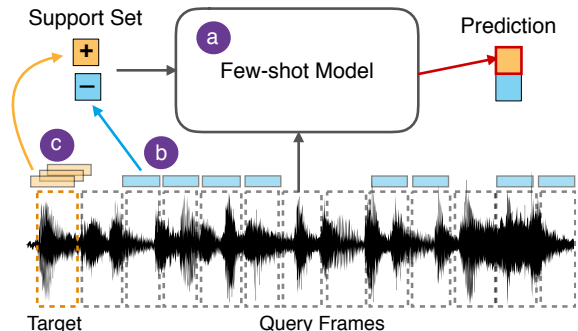 Support Set
a
Prediction
+
Few-shot Model
–
c
b
Target
Query Frames